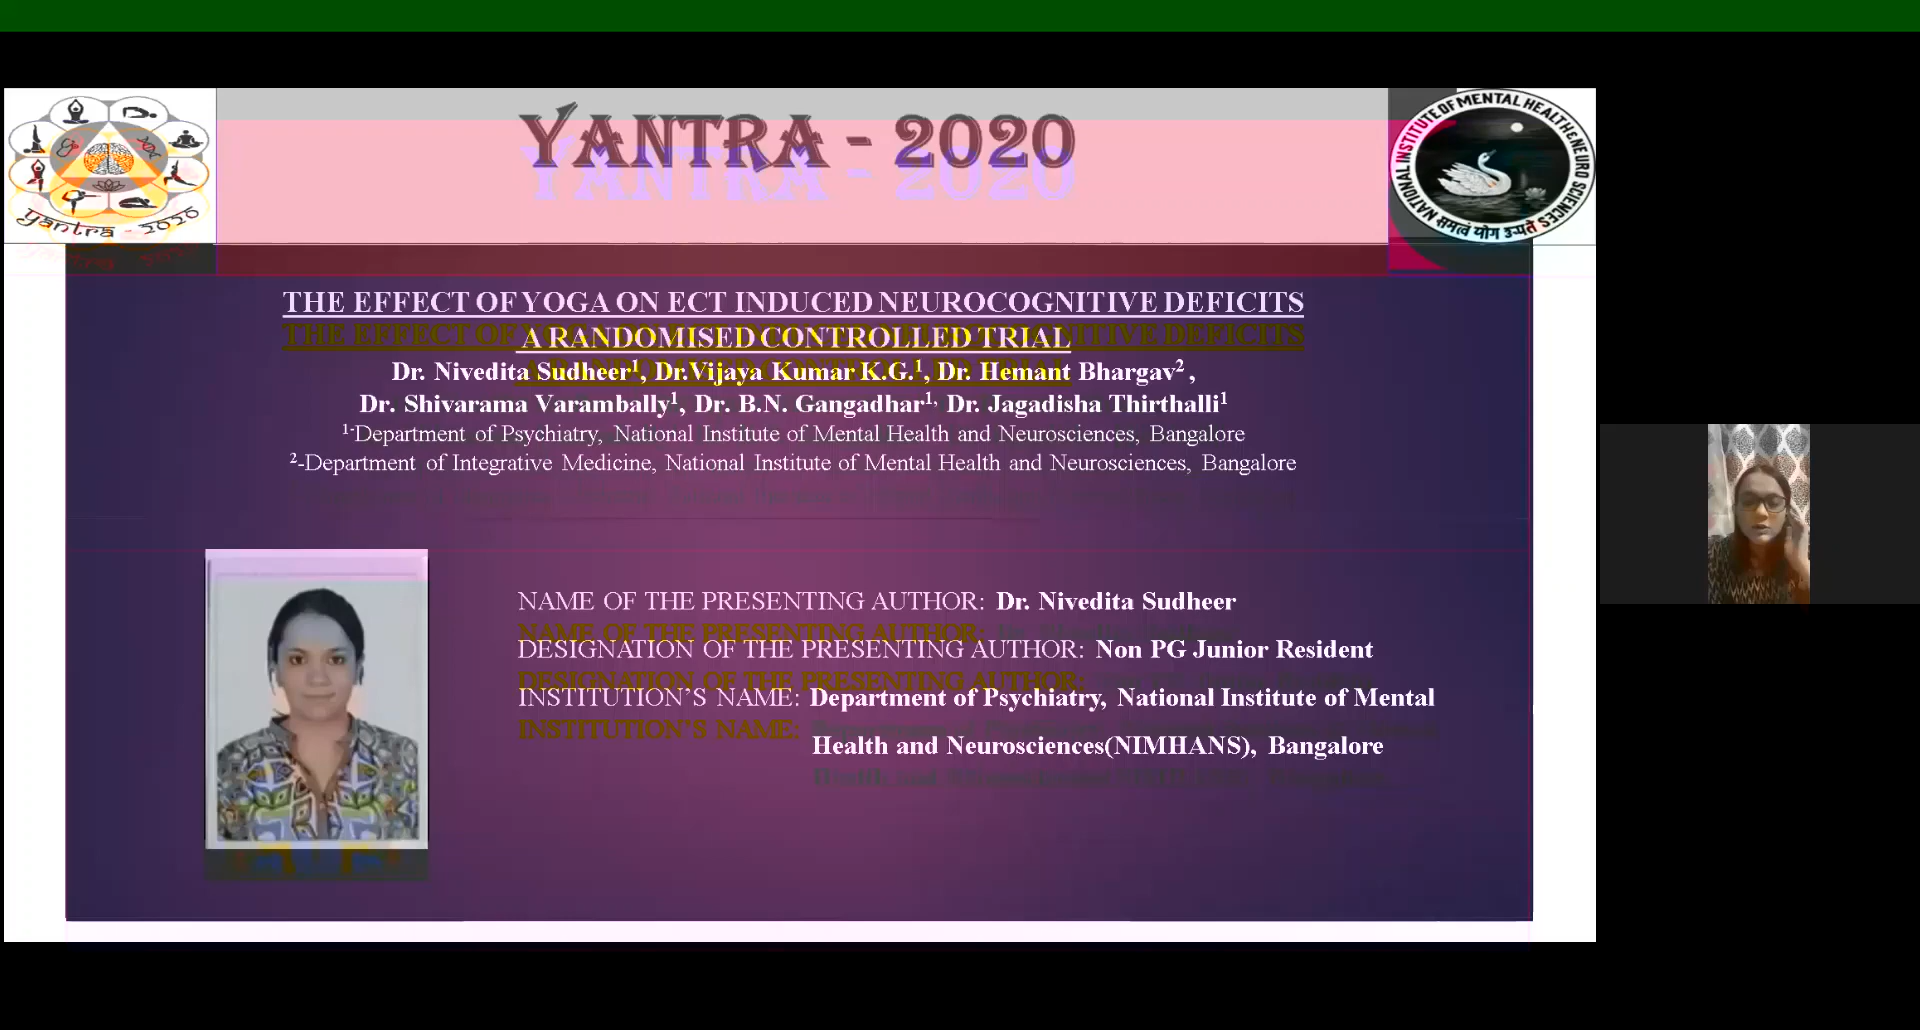 YANTRA - 2020
yantra - 2020
NATIONAL INSTITUTE OF MENTAL HEALTH & NEURO SCIENCES
समत्वं योग उच्यते
THE EFFECT OF YOGA ON ECT INDUCED NEUROCOGNITIVE DEFICITS
A RANDOMISED CONTROLLED TRIAL
Dr. Nivedita Sudheer¹, Dr.Vijaya Kumar K.G.¹, Dr. Hemant Bhargav² ,
Dr. Shivarama Varambally¹, Dr. B.N. Gangadhar¹, Dr. Jagadisha Thirthalli¹
¹-Department of Psychiatry, National Institute of Mental Health and Neurosciences, Bangalore
²-Department of Integrative Medicine, National Institute of Mental Health and Neurosciences, Bangalore
NAME OF THE PRESENTING AUTHOR: Dr. Nivedita Sudheer
DESIGNATION OF THE PRESENTING AUTHOR: Non PG Junior Resident
INSTITUTION’S NAME: Department of Psychiatry, National Institute of Mental
Health and Neurosciences(NIMHANS), Bangalore